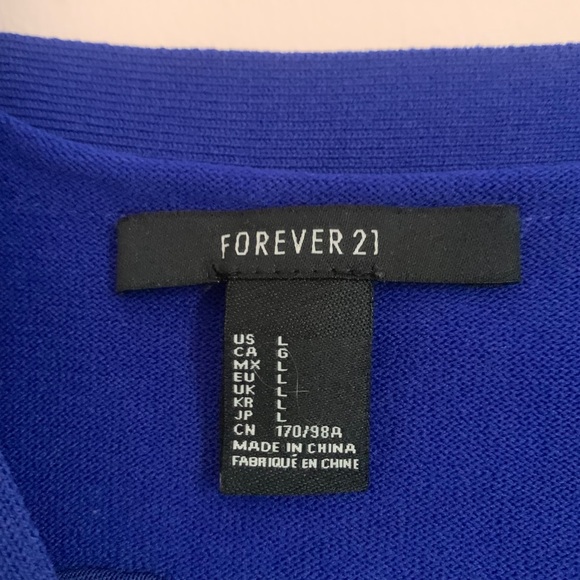 FOREVER 21
US L
CA G
MX L
EU L
UK L
KR L
JP L
CN 170/98A
MADE IN CHINA
FABRIQUÉ EN CHINE